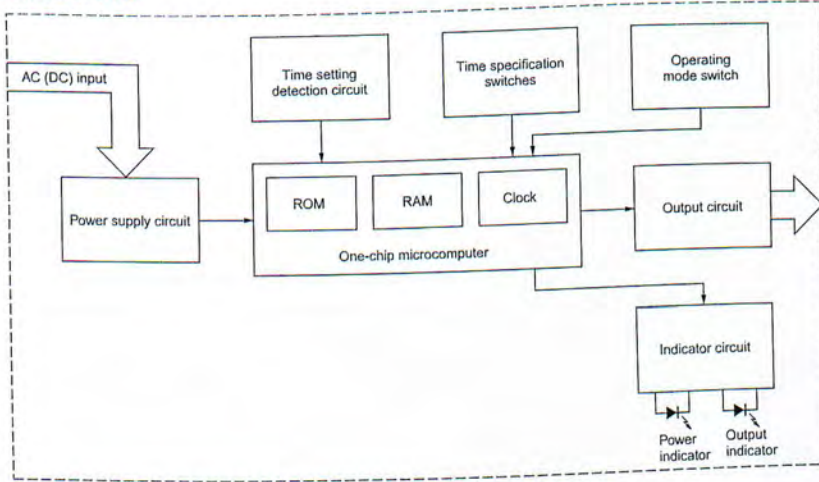 AC (DC) input
Time setting
detection circuit
Time specification
switches
Operating
mode switch
Power supply circuit
ROM
RAM
Clock
One-chip microcomputer
Output circuit
Indicator circuit
Power
indicator
Output
indicator